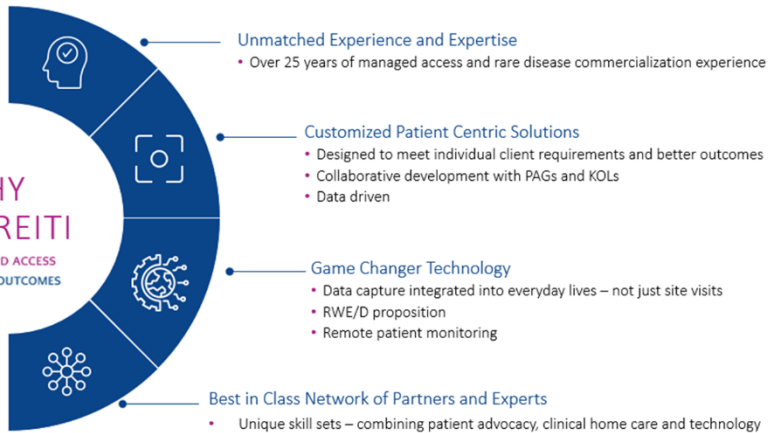 Unmatched Experience and Expertise
• Over 25 years of managed access and rare disease commercialization experience
Customized Patient Centric Solutions
• Designed to meet individual client requirements and better outcomes
• Collaborative development with PAGs and KOLs
• Data driven
HY
REITI
D ACCESS
OUTCOMES
Game Changer Technology
• Data capture integrated into everyday lives – not just site visits
• RWE/D proposition
• Remote patient monitoring
Best in Class Network of Partners and Experts
• Unique skill sets – combining patient advocacy, clinical home care and technology